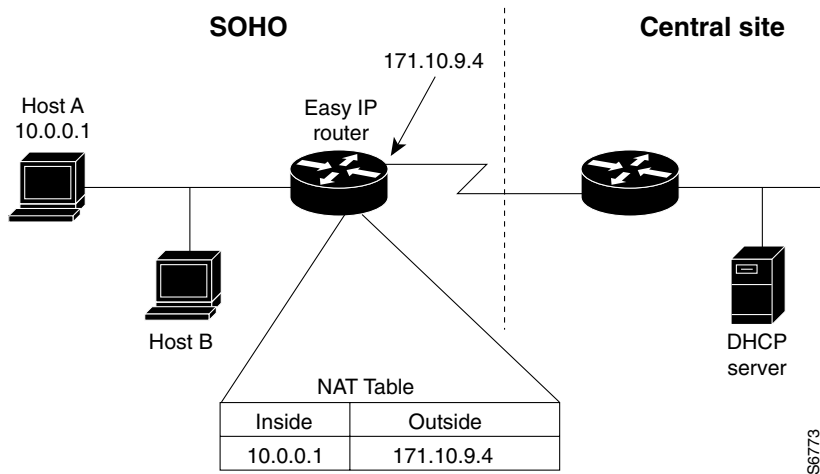 SOHO
Central site
171.10.9.4
Host A
10.0.0.1
Easy IP
router
Host B
DHCP
server
NAT Table
Inside Outside
10.0.0.1 171.10.9.4
S6773